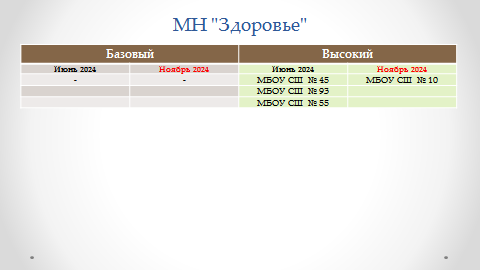 МН "Здоровье"
Базовый Высокий
Июнь 2024 Ноябрь 2024 Июнь 2024 Ноябрь 2024
- - МБОУ СШ № 45 МБОУ СШ № 10
МБОУ СШ № 93
МБОУ СШ № 55